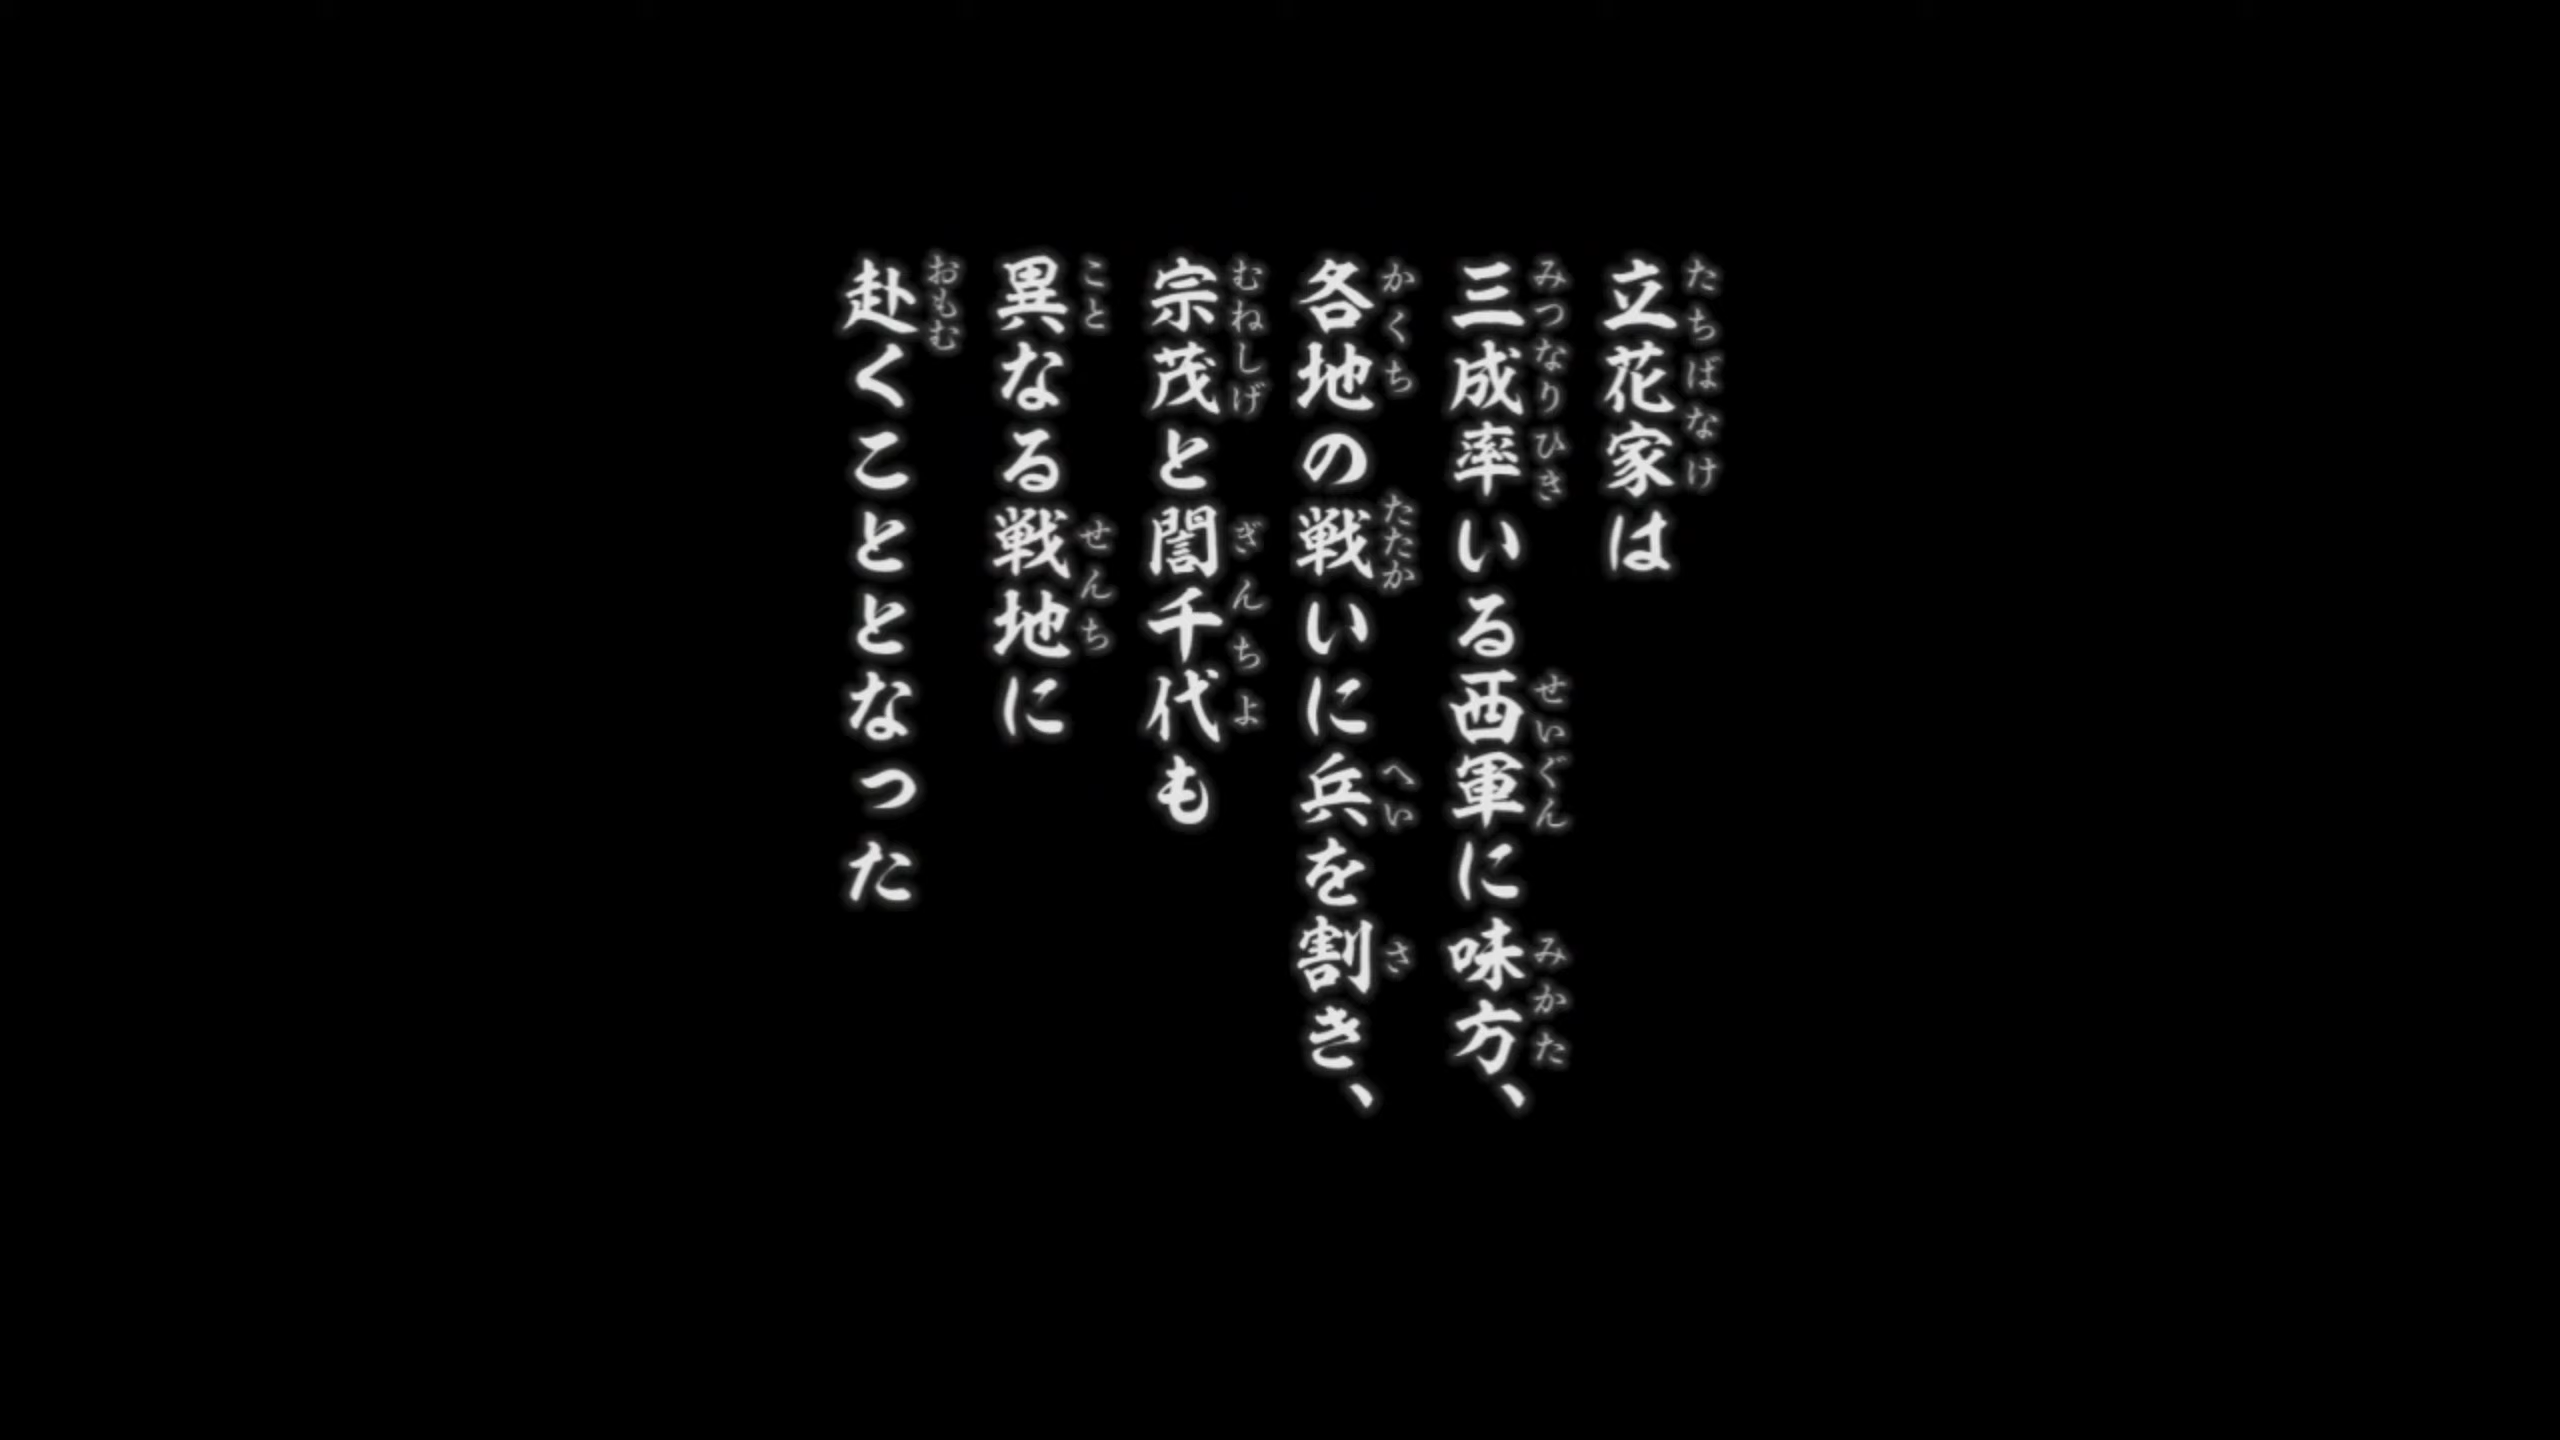 立花家は
三成率いる西軍に味方、
各地の戦いに兵を割き、
宗茂と誾千代も
異なる戦地に
赴くこととなった